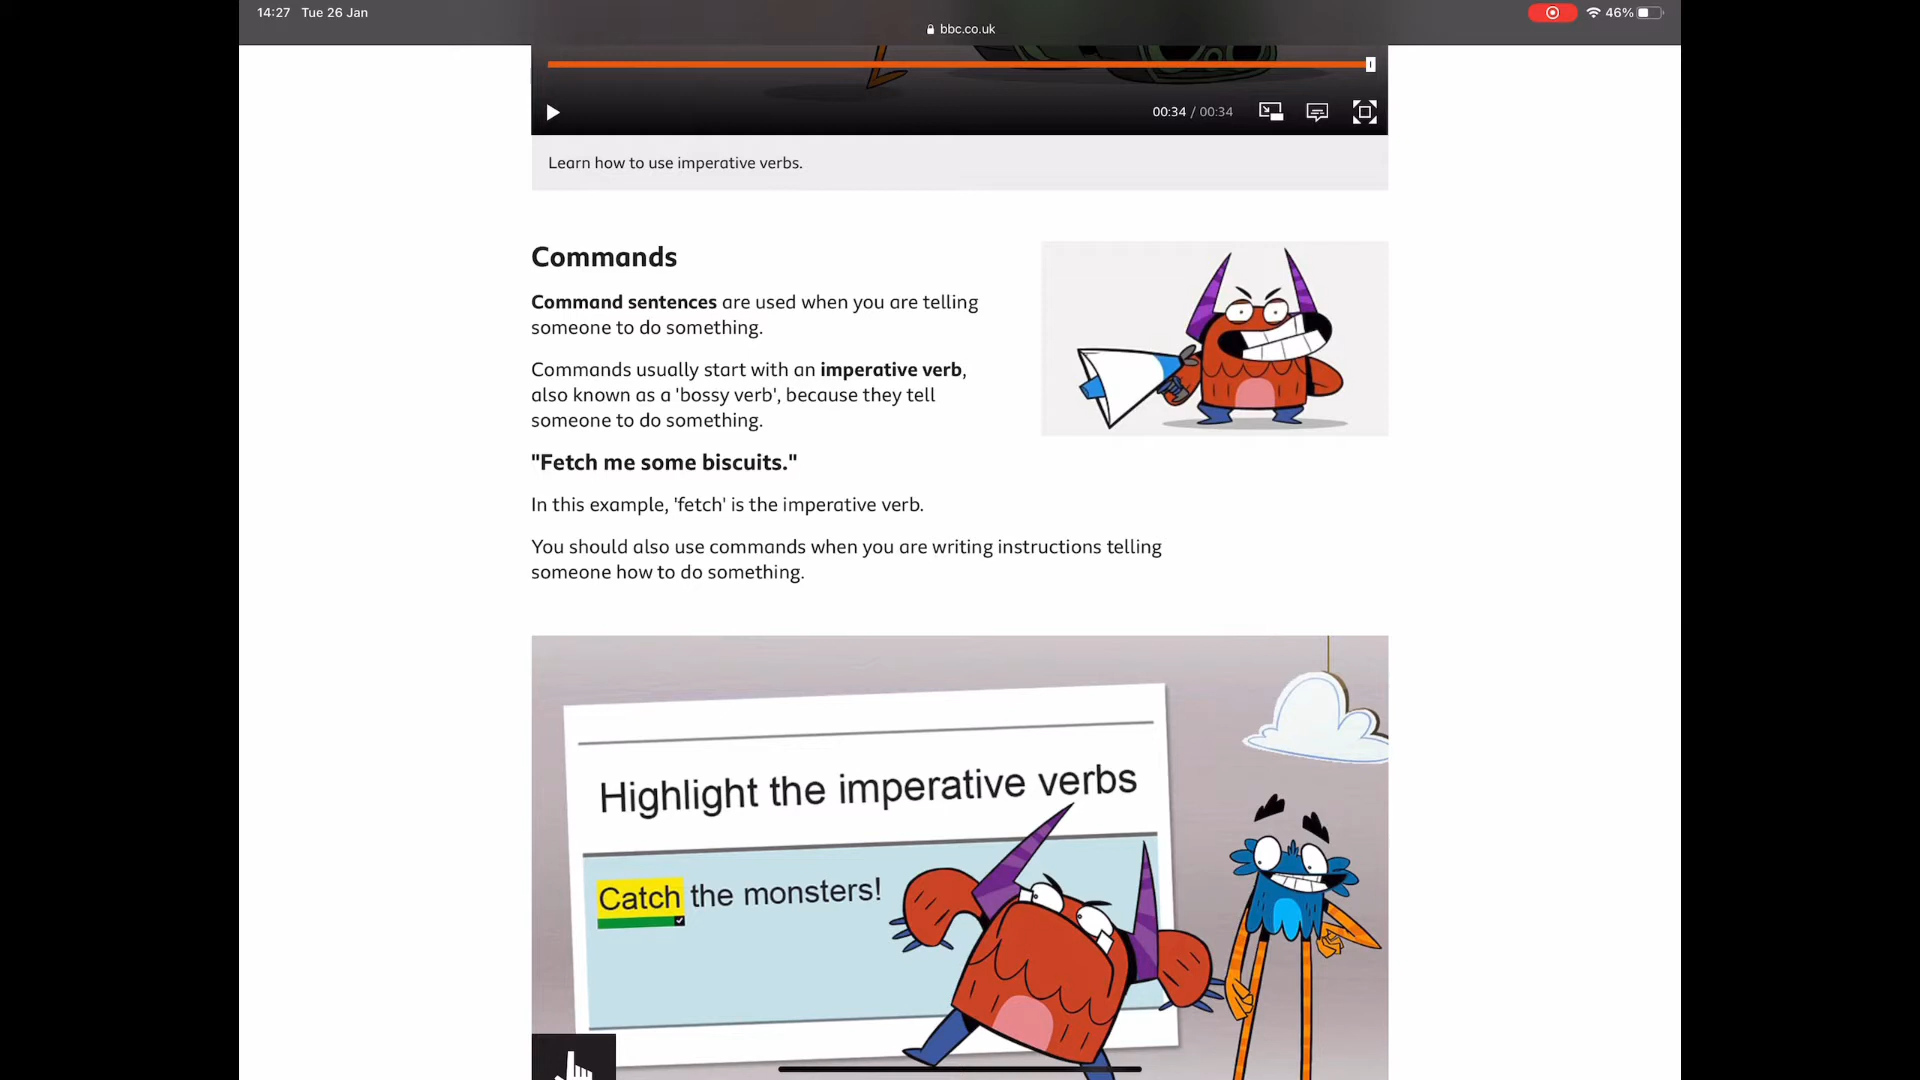 14:27 Tue 26 Jan
46%
bbc.co.uk
00:34 / 00:34
Learn how to use imperative verbs.
Commands
Command sentences are used when you are telling
someone to do something.
Commands usually start with an imperative verb,
also known as a 'bossy verb', because they tell
someone to do something.
"Fetch me some biscuits."
In this example, 'fetch' is the imperative verb.
You should also use commands when you are writing instructions telling
someone how to do something.
Highlight the imperative verbs
Catch the monsters!